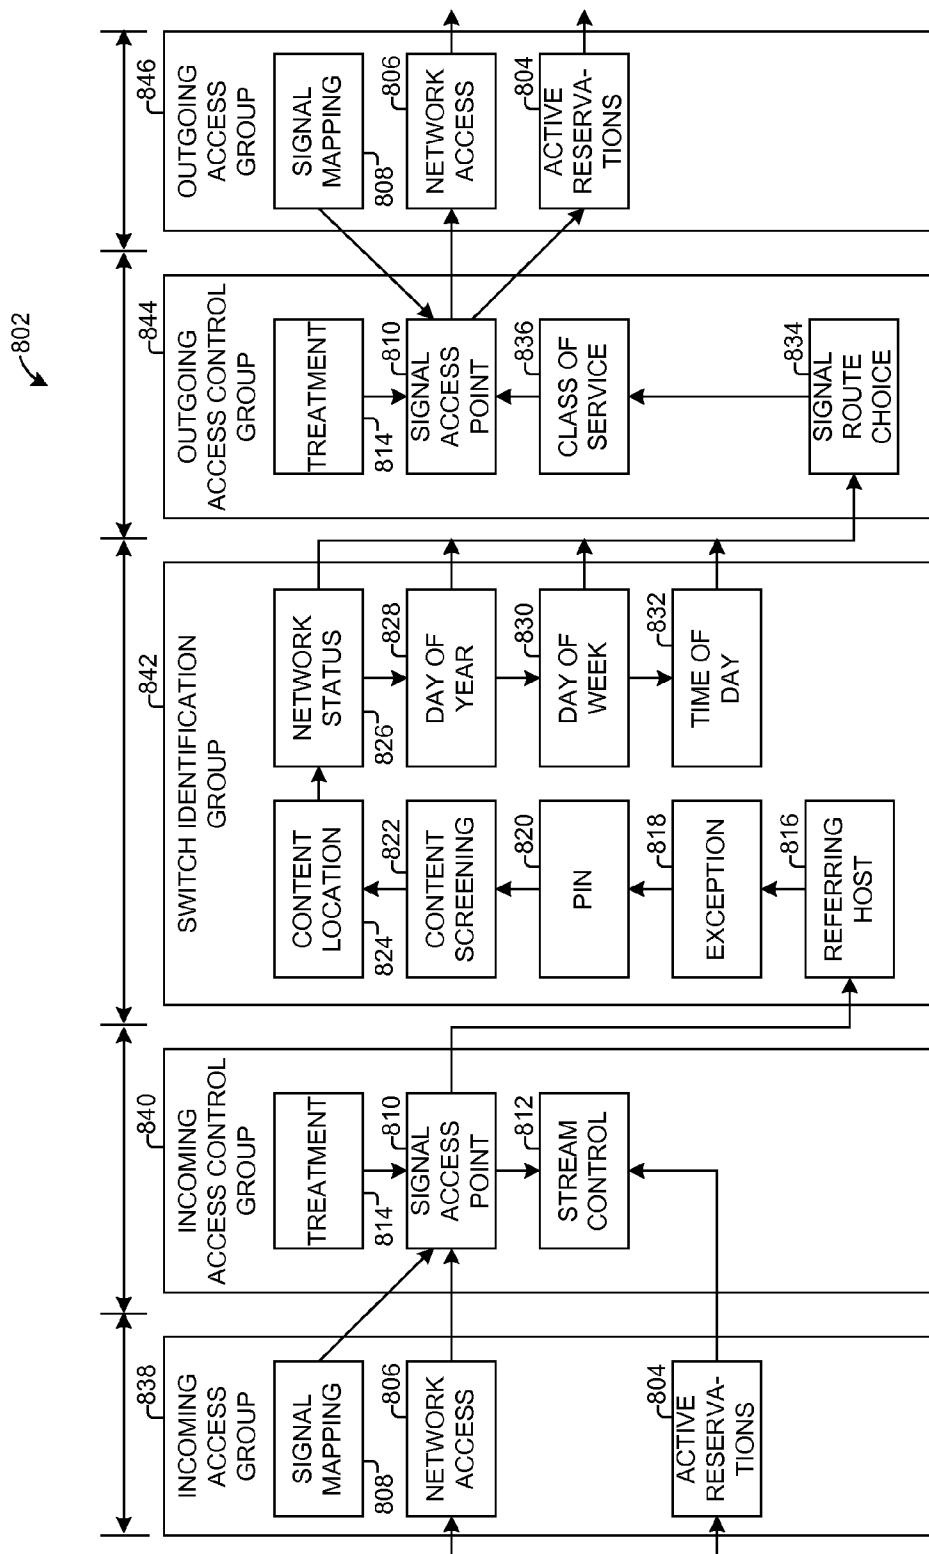 802
838
INCOMING
ACCESS
GROUP
SIGNAL
MAPPING
808
806
NETWORK
ACCESS
804
ACTIVE
RESERVA-
TIONS
840
INCOMING
ACCESS CONTROL
GROUP
TREATMENT
814
810
SIGNAL
ACCESS
POINT
812
STREAM
CONTROL
842
SWITCH IDENTIFICATION
GROUP
CONTENT
LOCATION
824
822
CONTENT
SCREENING
820
PIN
818
EXCEPTION
816
REFERRING
HOST
NETWORK
STATUS
826
828
DAY OF
YEAR
830
DAY OF
WEEK
832
TIME OF
DAY
844
OUTGOING
ACCESS CONTROL
GROUP
TREATMENT
814
810
SIGNAL
ACCESS
POINT
836
CLASS OF
SERVICE
834
SIGNAL
ROUTE
CHOICE
846
OUTGOING
ACCESS
GROUP
SIGNAL
MAPPING
808
806
NETWORK
ACCESS
804
ACTIVE
RESERVA-
TIONS